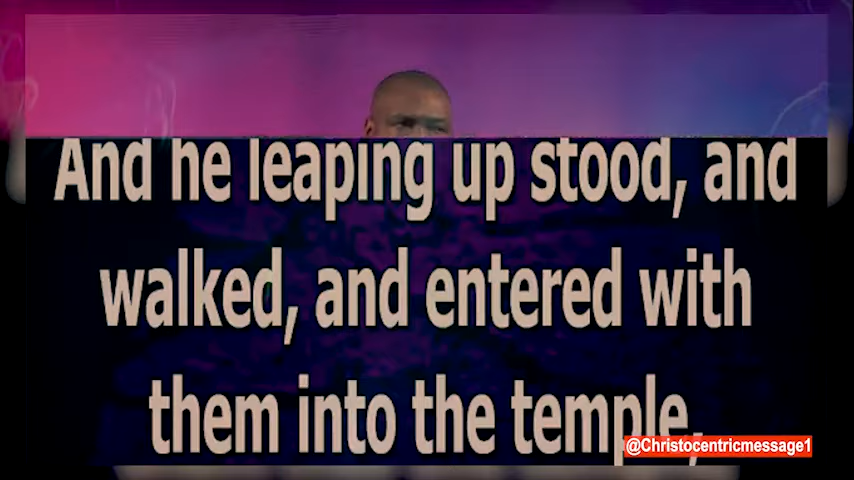 And he leaping up stood, and
walked, and entered with
them into the temple,
@Christocentricmessage1